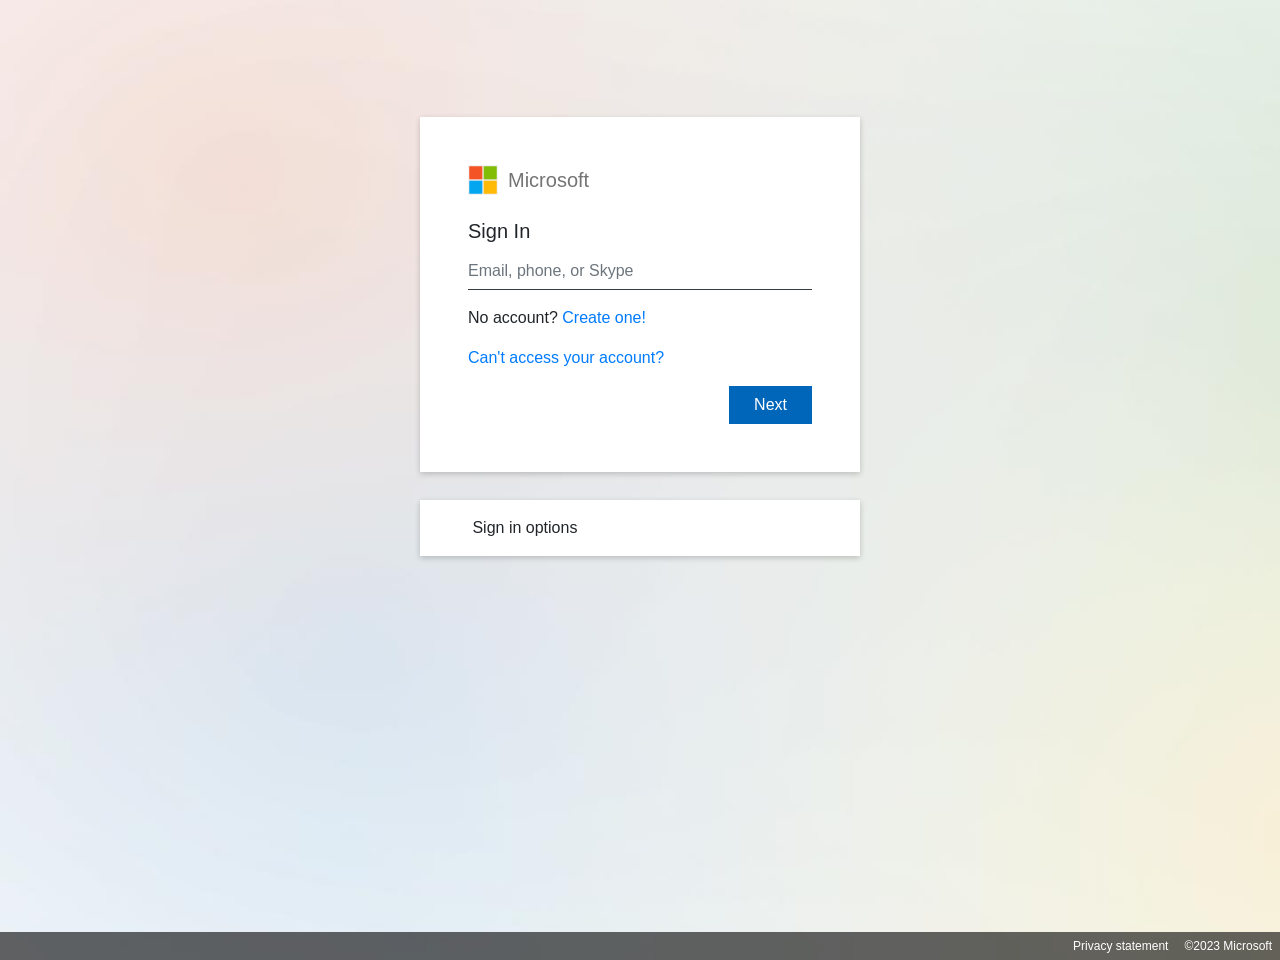 Microsoft
Sign In
Email, phone, or Skype
No account? Create one!
Can't access your account?
Next
Sign in options
Privacy statement ©2023 Microsoft